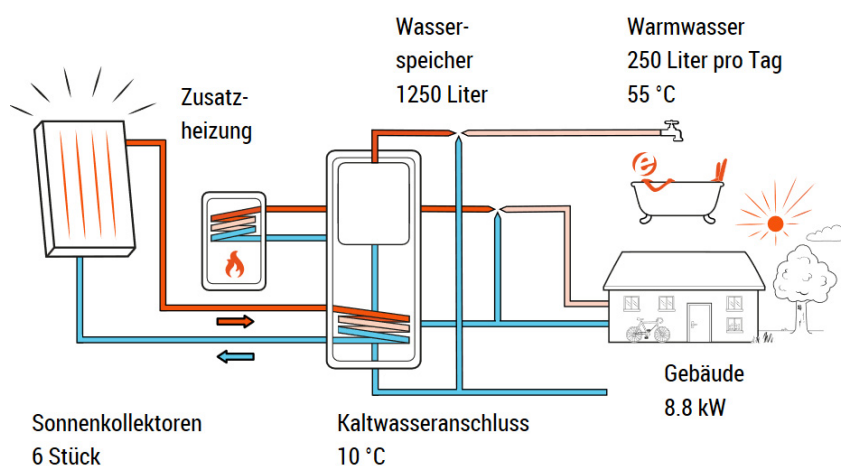 Wasser-
speicher
1250 Liter
Warmwasser
250 Liter pro Tag
55 °C
Zusatz-
heizung
e
Gebäude
8.8 kW
Sonnenkollektoren
6 Stück
Kaltwasseranschluss
10 °C